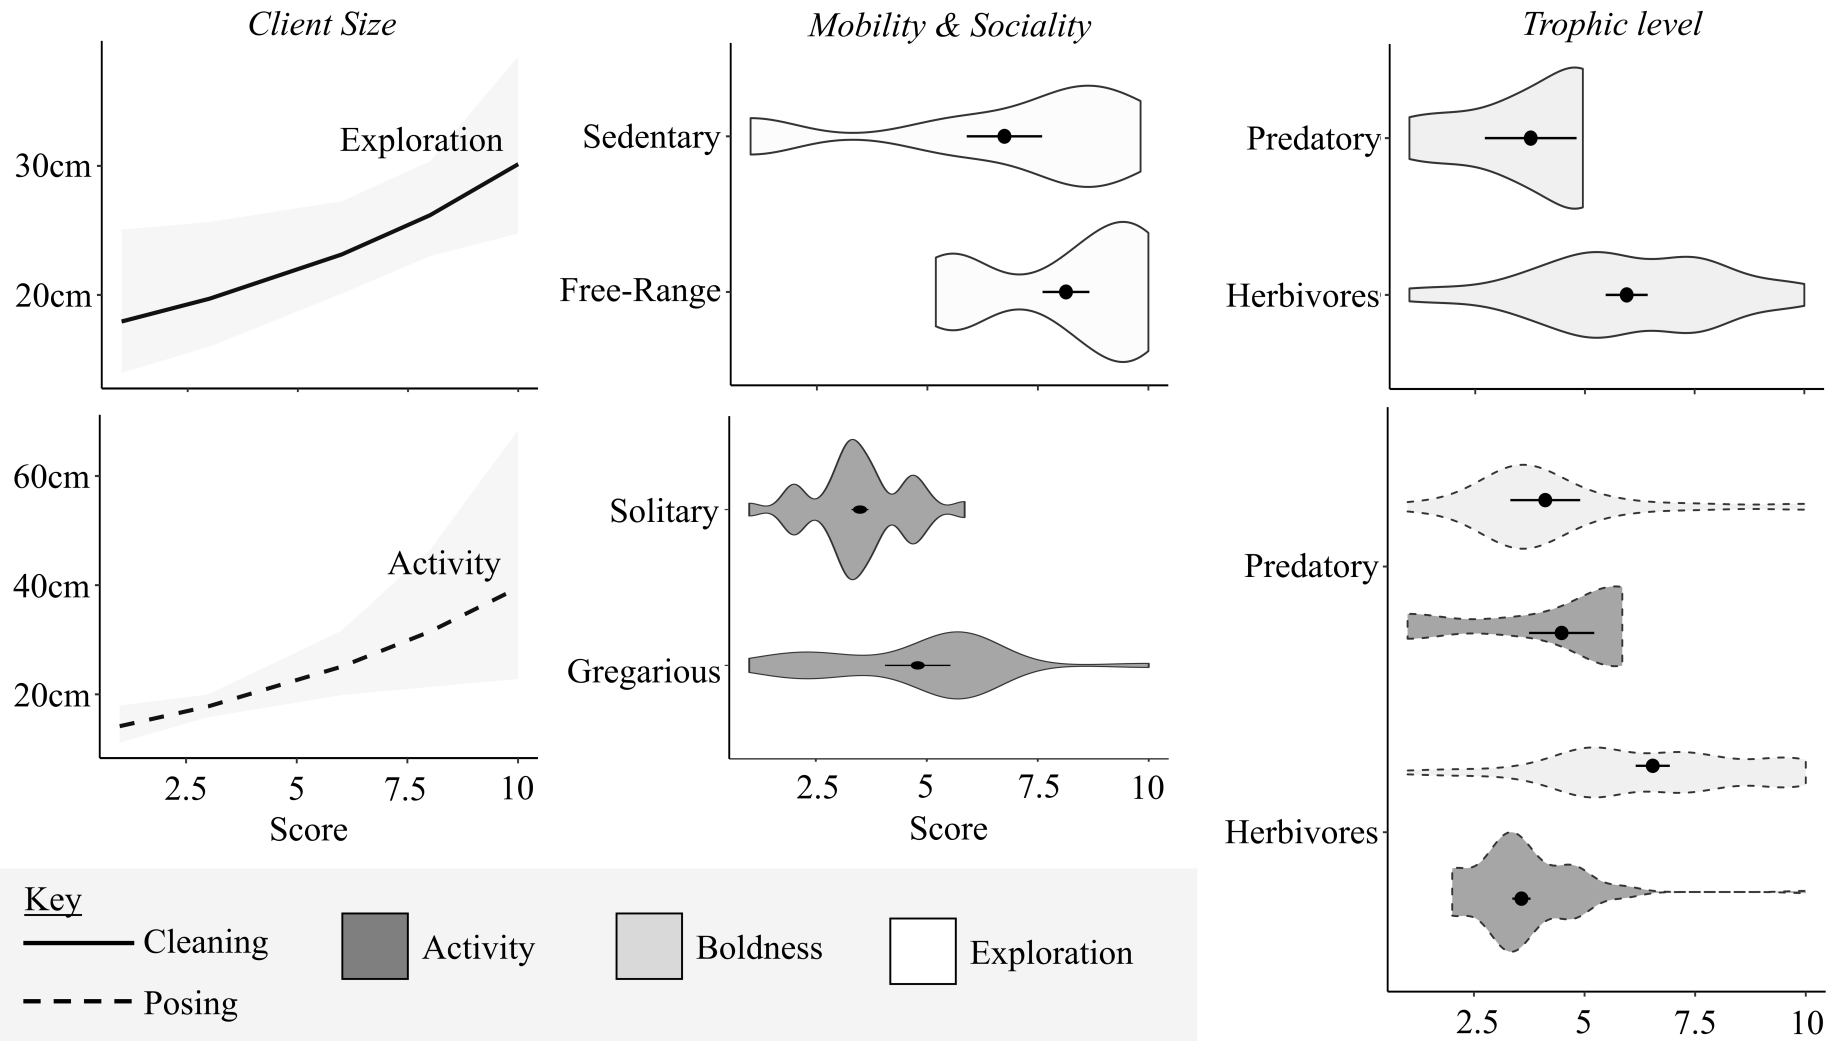 Client Size
Mobility & Sociality
Trophic level
Exploration
30cm
20cm
Sedentary
Free-Range
Predatory
Herbivores
Activity
60cm
40cm
20cm
2.5 5 7.5 10
Score
Solitary
Gregarious
2.5 5 7.5 10
Score
Predatory
Herbivores
2.5 5 7.5 10
Key
Cleaning
Posing
Activity
Boldness
Exploration